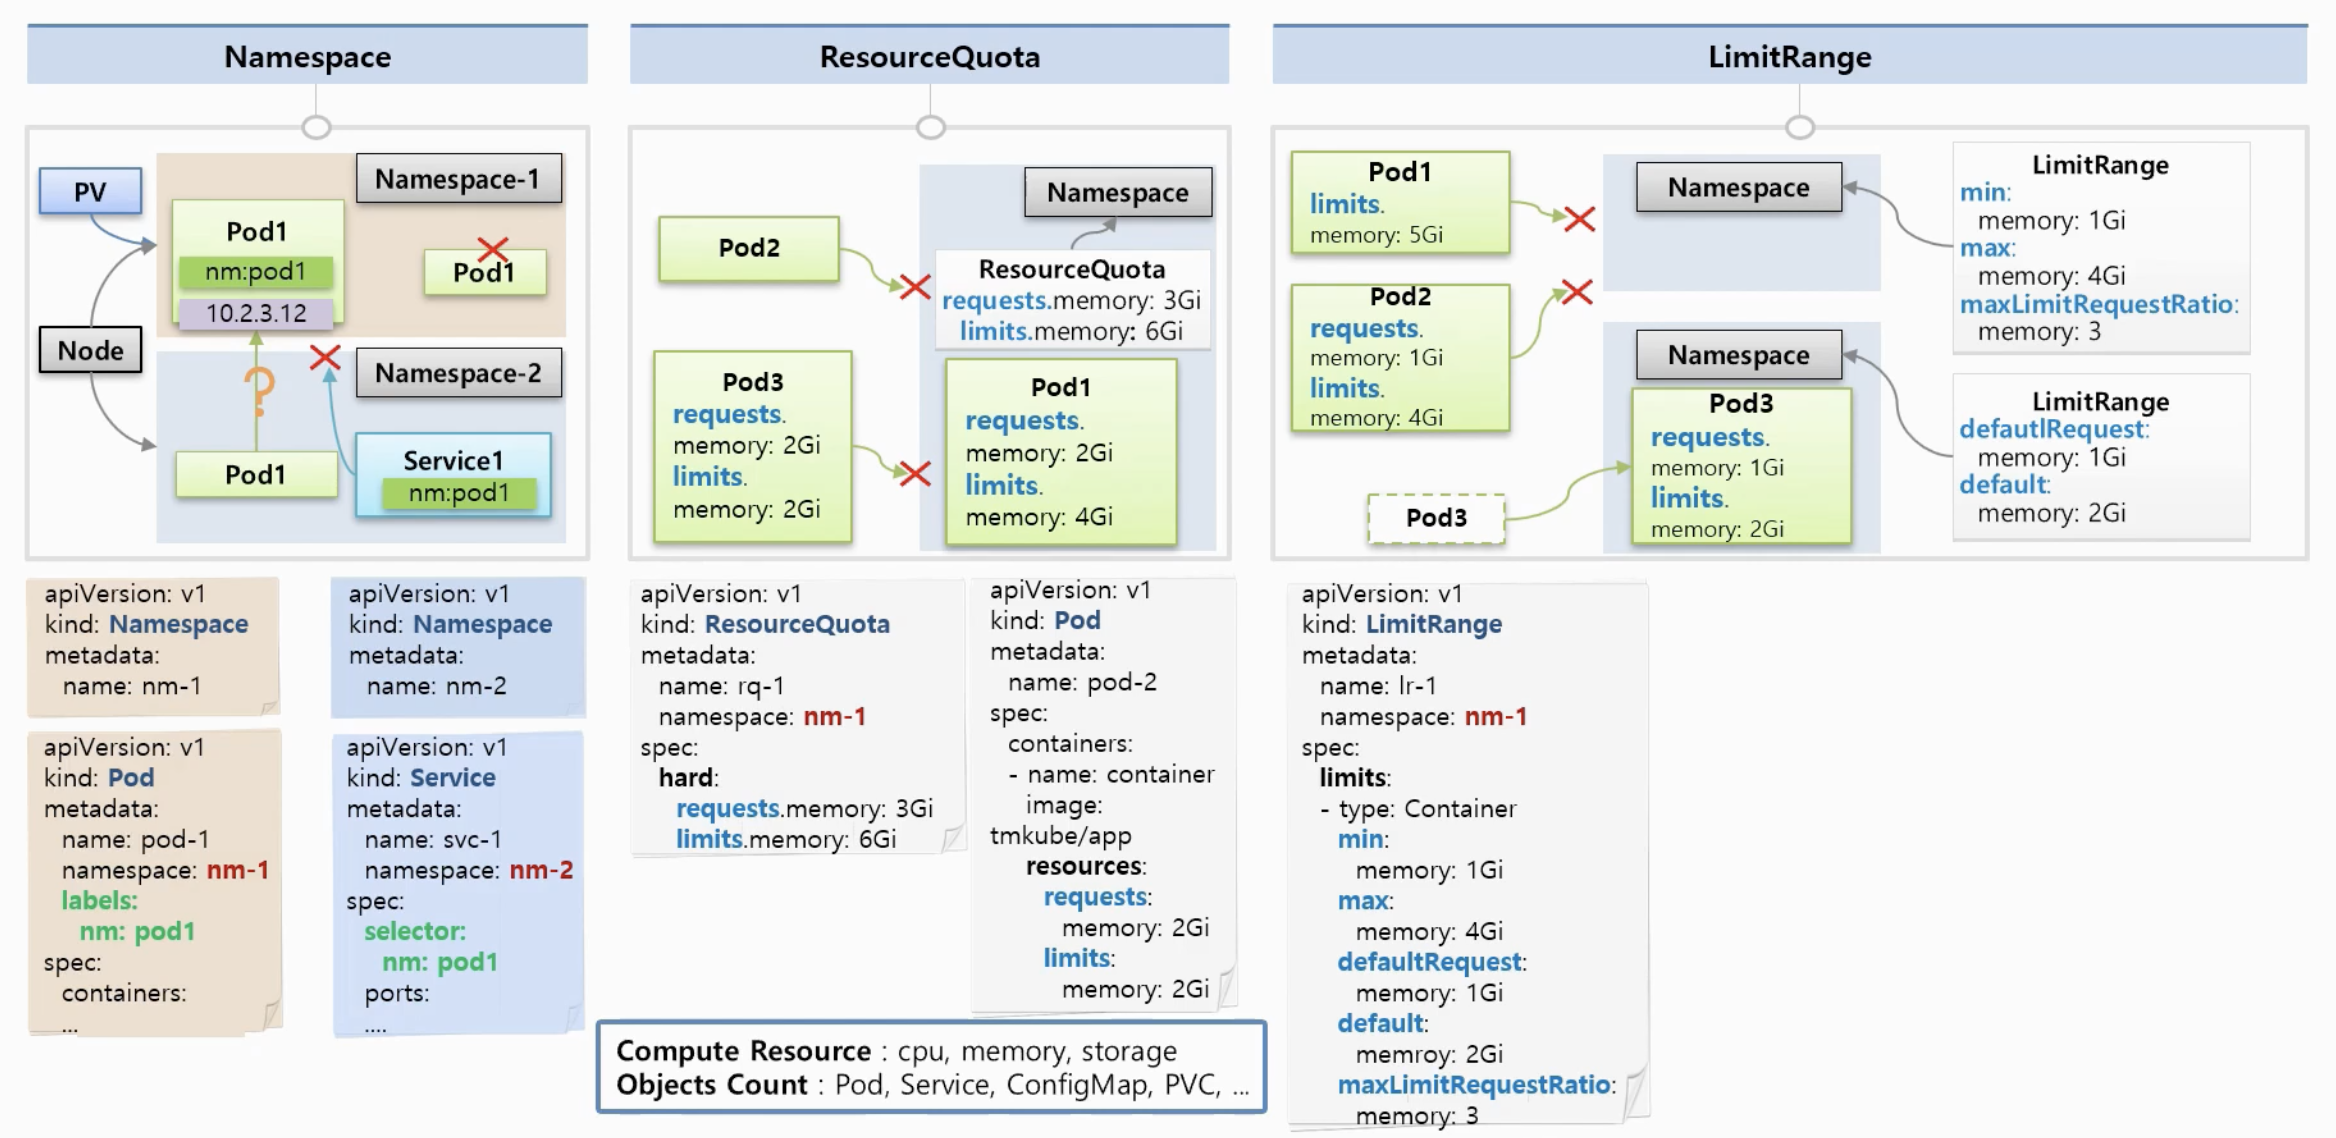 Namespace
PV
Node
Namespace-1
Pod1
nm:pod1
10.2.3.12
Pod1
?
Namespace-2
Pod1
Service1
nm:pod1
apiVersion: v1
kind: Namespace
metadata:
name: nm-1
apiVersion: v1
kind: Namespace
metadata:
name: nm-2
apiVersion: v1
kind: Pod
metadata:
name: pod-1
namespace: nm-1
labels:
nm: pod1
spec:
containers:
...
apiVersion: v1
kind: Service
metadata:
name: svc-1
namespace: nm-2
spec:
selector:
nm: pod1
ports:
....
ResourceQuota
Pod2
Namespace
ResourceQuota
requests.memory: 3Gi
limits.memory: 6Gi
Pod3
requests.
memory: 2Gi
limits.
memory: 2Gi
Pod1
requests.
memory: 2Gi
limits.
memory: 4Gi
apiVersion: v1
kind: ResourceQuota
metadata:
name: rq-1
namespace: nm-1
spec:
hard:
requests.memory: 3Gi
limits.memory: 6Gi
apiVersion: v1
kind: Pod
metadata:
name: pod-2
spec:
containers:
- name: container
image:
tmkube/app
resources:
requests:
memory: 2Gi
limits:
memory: 2Gi
Compute Resource : cpu, memory, storage
Objects Count : Pod, Service, ConfigMap, PVC, ...
LimitRange
Pod1
limits.
memory: 5Gi
Pod2
requests.
memory: 1Gi
limits.
memory: 4Gi
Pod3
Namespace
Namespace
Pod3
requests.
memory: 1Gi
limits.
memory: 2Gi
LimitRange
min:
memory: 1Gi
max:
memory: 4Gi
maxLimitRequestRatio:
memory: 3
LimitRange
defautlRequest:
memory: 1Gi
default:
memory: 2Gi
apiVersion: v1
kind: LimitRange
metadata:
name: lr-1
namespace: nm-1
spec:
limits:
- type: Container
min:
memory: 1Gi
max:
memory: 4Gi
defaultRequest:
memory: 1Gi
default:
memroy: 2Gi
maxLimitRequestRatio:
memory: 3